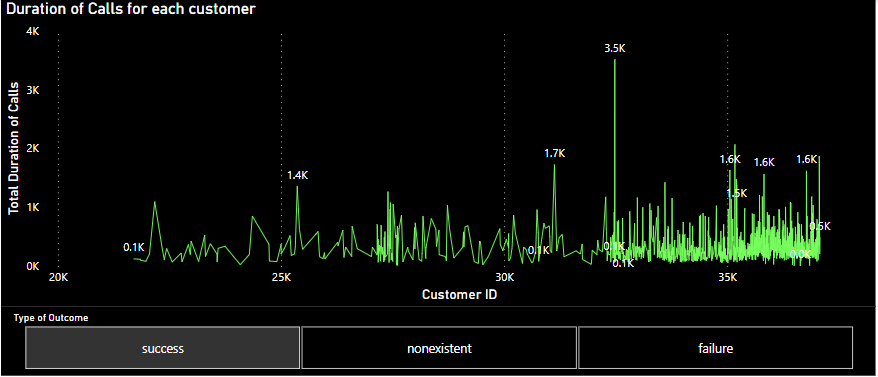 Duration of Calls for each customer
4K
3K
2K
1K
0K
Total Duration of Calls
0.1K
1.4K
0.1K
1.7K
3.5K
0.1K
0.1K
1.6K
1.5K
1.6K
1.6K
0.5K
0.0K
20K 25K 30K 35K
Customer ID
Type of Outcome
success nonexistent failure